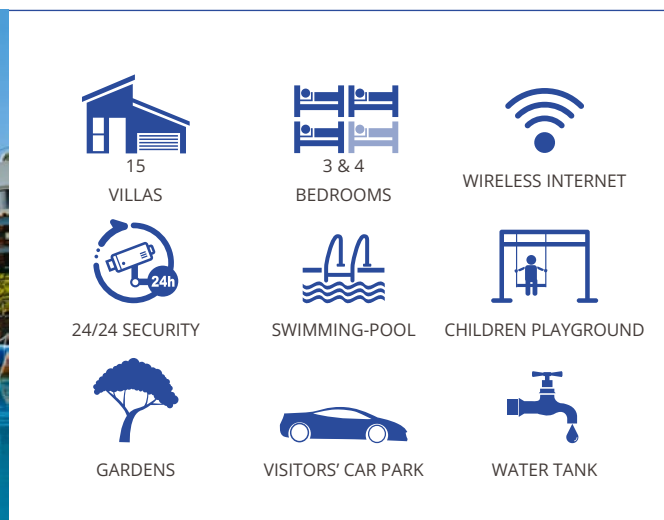 15
VILLAS
3 & 4
BEDROOMS
WIRELESS INTERNET
24h
24/24 SECURITY
SWIMMING-POOL
CHILDREN PLAYGROUND
GARDENS
VISITORS' CAR PARK
WATER TANK